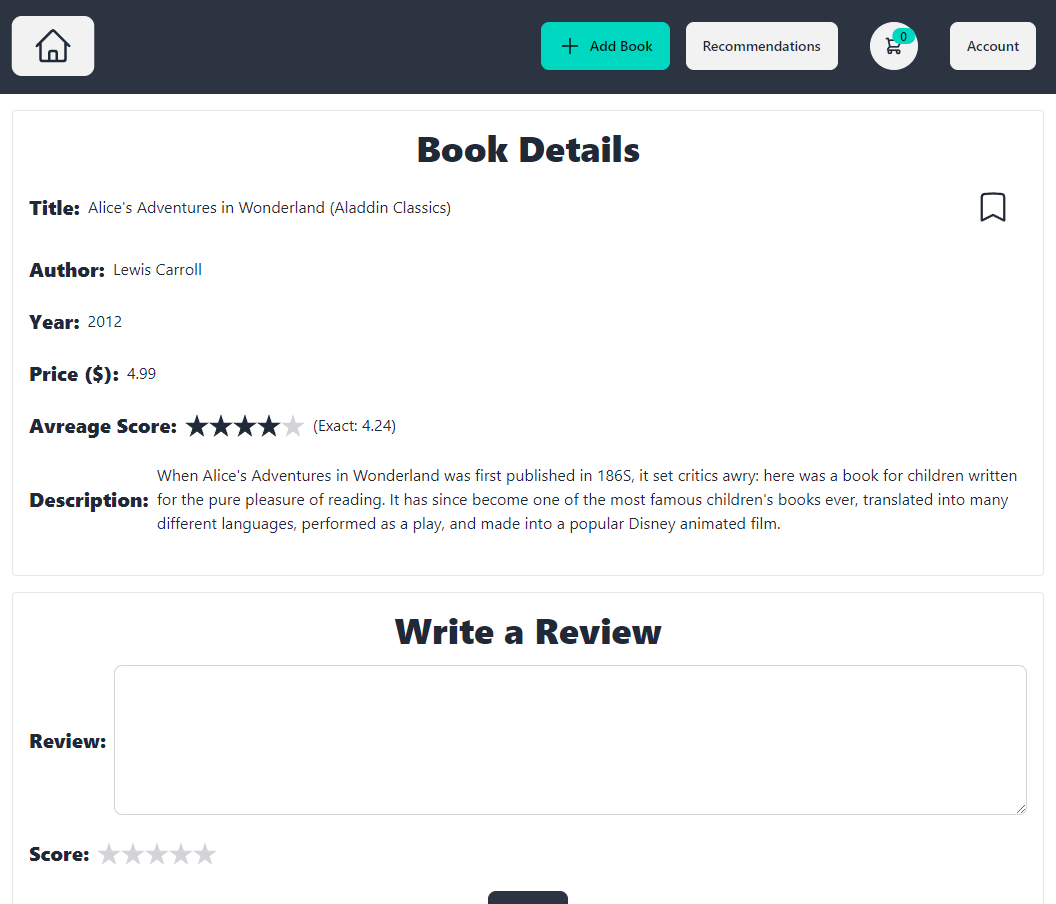 Add Book
Recommendations
0
Account
Book Details
Title: Alice's Adventures in Wonderland (Aladdin Classics)
Author: Lewis Carroll
Year: 2012
Price ($): 4.99
Avreage Score: (Exact: 4.24)
When Alice's Adventures in Wonderland was first published in 186S, it set critics awry: here was a book for children written
Description: for the pure pleasure of reading. It has since become one of the most famous children's books ever, translated into many
different languages, performed as a play, and made into a popular Disney animated film.
Write a Review
Review:
Score: